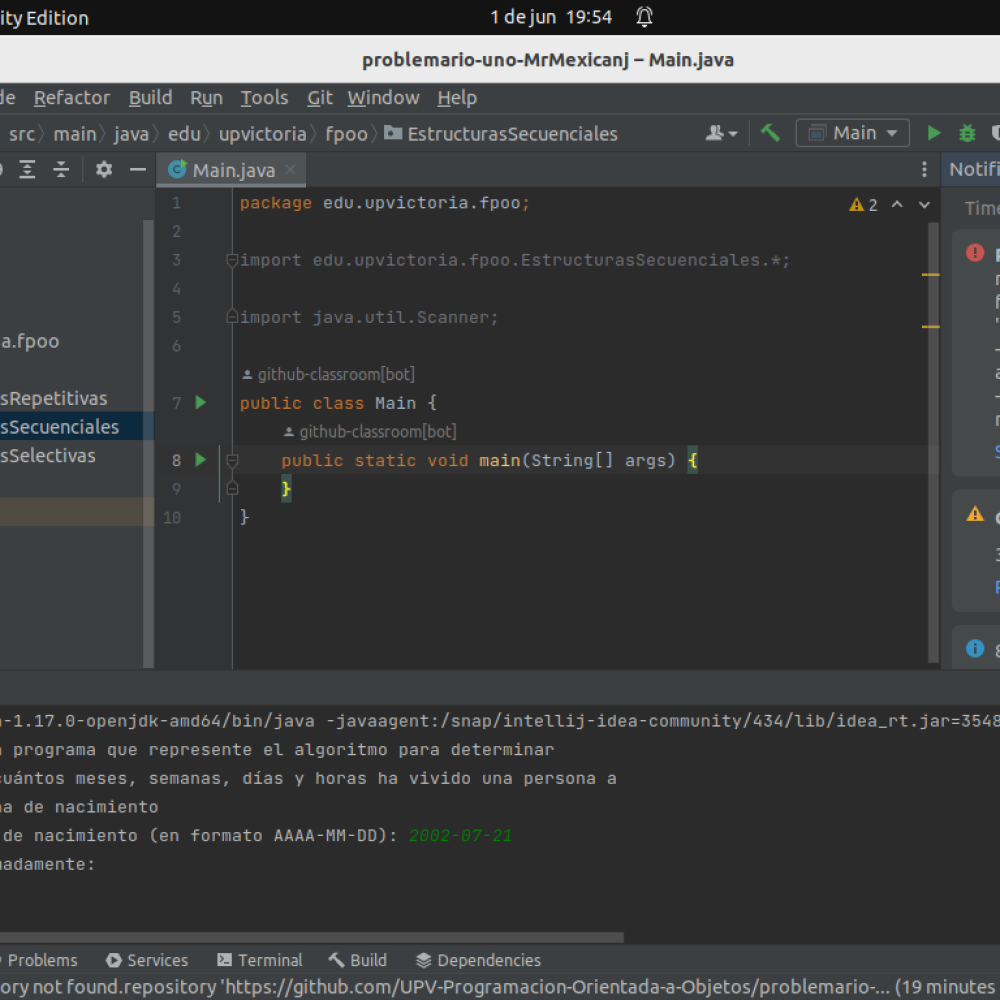 ity Edition
1 de jun 19:54
problemario-uno-MrMexicanj – Main.java
de Refactor Build Run Tools Git Window Help
src main java edu upvictoria fpoo EstructurasSecuenciales Main
Main.java
Notifi
Time
1 package edu.upvictoria.fpoo;
2
2
3 import edu.upvictoria.fpoo.EstructurasSecuenciales.*;
4
5 import java.util.Scanner;
6
github-classroom[bot]
7 public class Main {
github-classroom[bot]
8 public static void main(String[] args) {
9 }
10 }
a.fpoo
sRepetitivas
sSecuenciales
sSelectivas
-1.17.0-openjdk-amd64/bin/java -javaagent:/snap/intellij-idea-community/434/lib/idea_rt.jar=3548
programa que represente el algoritmo para determinar
cuántos meses, semanas, días y horas ha vivido una persona a
a de nacimiento
de nacimiento (en formato AAAA-MM-DD): 2002-07-21
madamente:
Problems Services Terminal Build Dependencies
ory not found.repository 'https://github.com/UPV-Programacion-Orientada-a-Objetos/problemario-... (19 minutes